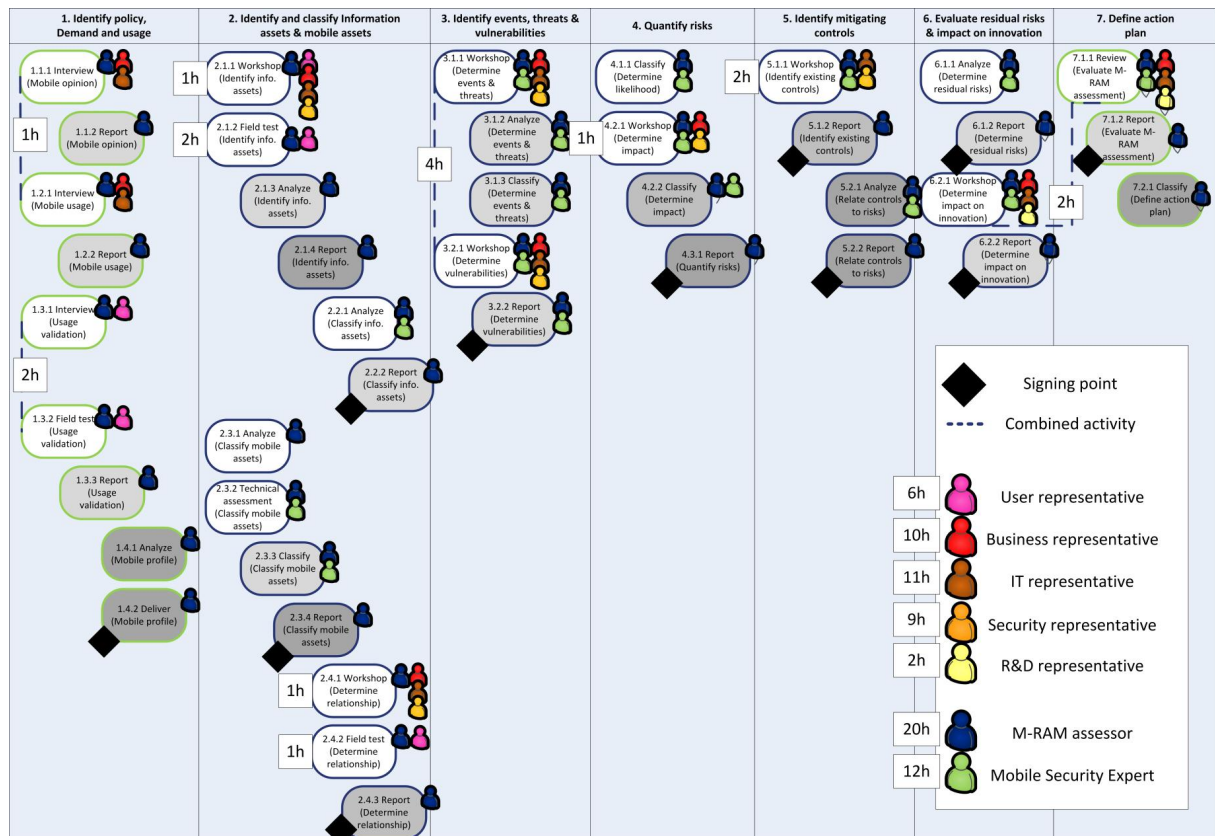 1. Identify policy,
Demand and usage
2. Identify and classify Information
assets & mobile assets
3. Identify events, threats &
vulnerabilities
4. Quantify risks
5. Identify mitigating
controls
6. Evaluate residual risks
& impact on innovation
7. Define action
plan
1.1.1 Interview
(Mobile opinion)
1h
1.1.2 Report
(Mobile opinion)
1.2.1 Interview
(Mobile usage)
1.2.2 Report
(Mobile usage)
1.3.1 Interview
(Usage
validation)
2h
1.3.2 Field test
(Usage
validation)
1.3.3 Report
(Usage
validation)
1.4.1 Analyze
(Mobile profile)
1.4.2 Deliver
(Mobile profile)
1h
2.1.1 Workshop
(Identify info.
assets)
2h
2.1.2 Field test
(Identify info.
assets)
2.1.3 Analyze
(Identify info.
assets)
2.1.4 Report
(Identify info.
assets)
2.2.1 Analyze
(Classify info.
assets)
2.2.2 Report
(Classify info.
assets)
2.3.1 Analyze
(Classify mobile
assets)
2.3.2 Technical
assessment
(Classify mobile
assets)
2.3.3 Classify
(Classify mobile
assets)
2.3.4 Report
(Classify mobile
assets)
1h
2.4.1 Workshop
(Determine
relationship)
1h
2.4.2 Field test
(Determine
relationship)
2.4.3 Report
(Determine
relationship)
3.1.1 Workshop
(Determine
events &
threats)
3.1.2 Analyze
(Determine
events &
threats)
4h
3.1.3 Classify
(Determine
events &
threats)
3.2.1 Workshop
(Determine
vulnerabilities)
3.2.2 Report
(Determine
vulnerabilities)
4.1.1 Classify
(Determine
likelihood)
1h
4.2.1 Workshop
(Determine
impact)
4.2.2 Classify
(Determine
impact)
4.3.1 Report
(Quantify risks)
2h
5.1.1 Workshop
(Identify existing
controls)
5.1.2 Report
(Identify existing
controls)
5.2.1 Analyze
(Relate controls
to risks)
5.2.2 Report
(Relate controls
to risks)
6.1.1 Analyze
(Determine
residual risks)
6.1.2 Report
(Determine
residual risks)
6.2.1 Workshop
(Determine
impact on
innovation)
6.2.2 Report
(Determine
impact on
innovation)
2h
7.1.1 Review
(Evaluate M-
RAM
assessment)
7.1.2 Report
(Evaluate M-
RAM
assessment)
7.2.1 Classify
(Define action
plan)
Signing point
Combined activity
6h
User representative
10h
Business representative
11h
IT representative
9h
Security representative
2h
R&D representative
20h
M-RAM assessor
12h
Mobile Security Expert